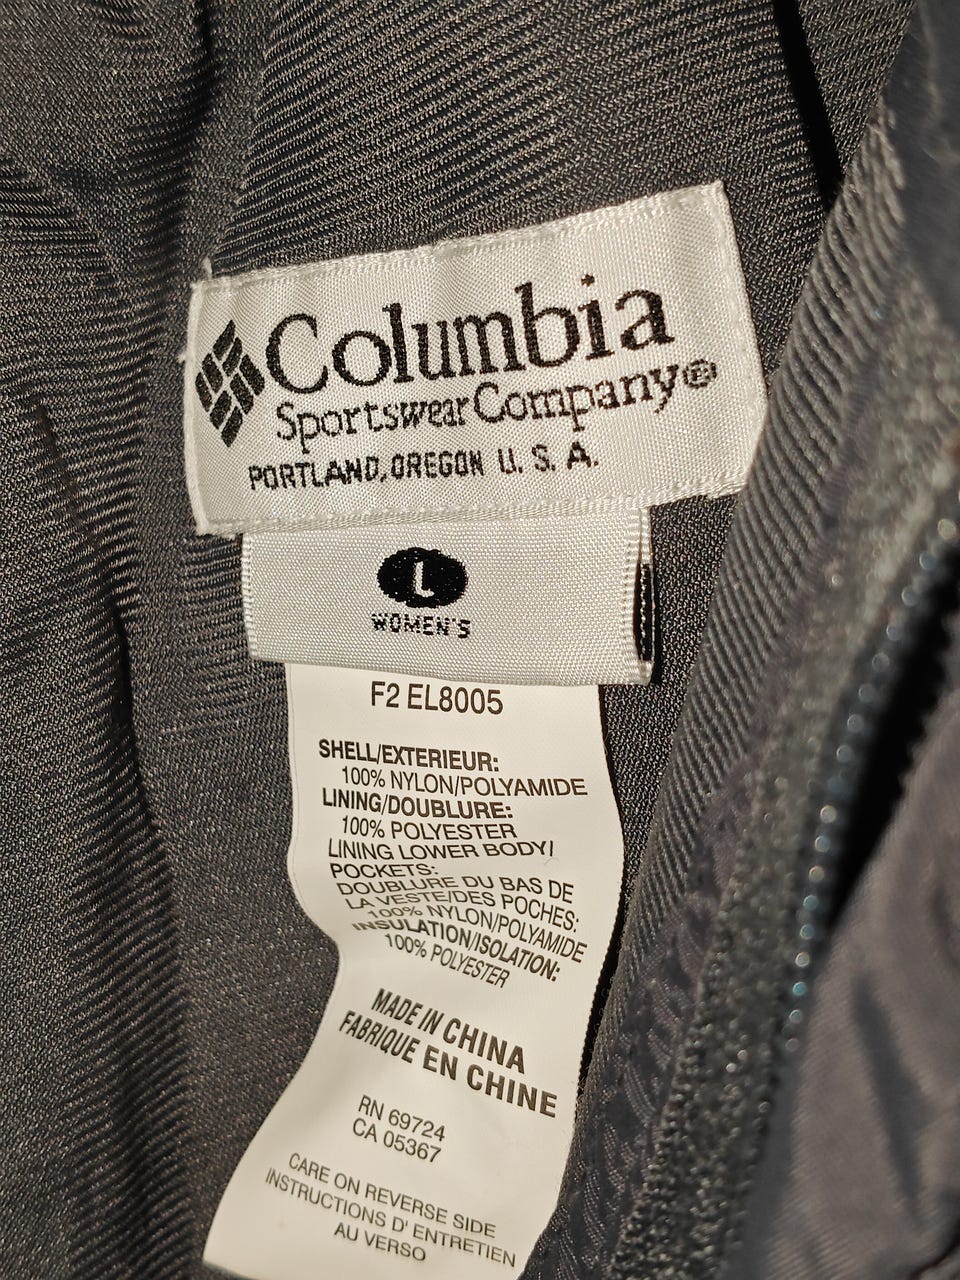 Columbia
Sportswear Company®
PORTLAND, OREGON U. S. A.
L
WOMEN'S
F2 EL8005
SHELL/EXTERIEUR:
100% NYLON/POLYAMIDE
LINING/DOUBLURE:
100% POLYESTER
LINING LOWER BODY/
POCKETS:
DOUBLURE DU BAS DE
LA VESTE/DES POCHES:
100% NYLON/POLYAMIDE
INSULATION/ISOLATION:
100% POLYESTER
MADE IN CHINA
FABRIQUE EN CHINE
RN 69724
CA 05367
CARE ON REVERSE SIDE
INSTRUCTIONS D' ENTRETIEN
AU VERSO